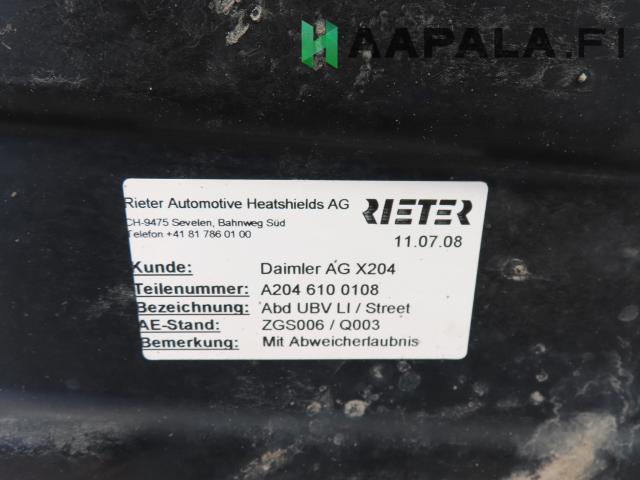 HAAPALA.FI
Rieter Automotive Heatshields AG
RIETER
CH-9475 Sevelen, Bahnweg Süd
Telefon +41 81 786 01 00
11.07.08
Kunde: Daimler AG X204
Teilenummer: A204 610 0108
Bezeichnung: Abd UBV LI / Street
AE-Stand: ZGS006 / Q003
Bemerkung: Mit Abweicherlaubnis